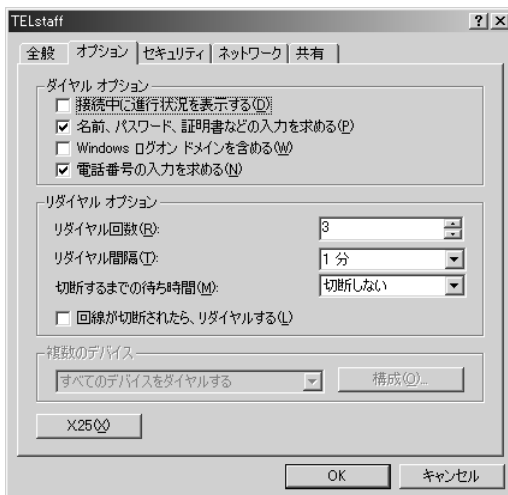 TELstaff
全般 オプション セキュリティ ネットワーク 共有
ダイヤル オプション
接続中に進行状況を表示する(D)
名前、パスワード、証明書などの入力を求める(P)
Windows ログオン ドメインを含める(W)
電話番号の入力を求める(N)
リダイヤル オプション
リダイヤル回数(R): 3
リダイヤル間隔(T): 1 分
切断するまでの待ち時間(M): 切断しない
回線が切断されたら、リダイヤルする(L)
複数のデバイス
すべてのデバイスをダイヤルする 構成(O)...
X.25(X)
OK キャンセル